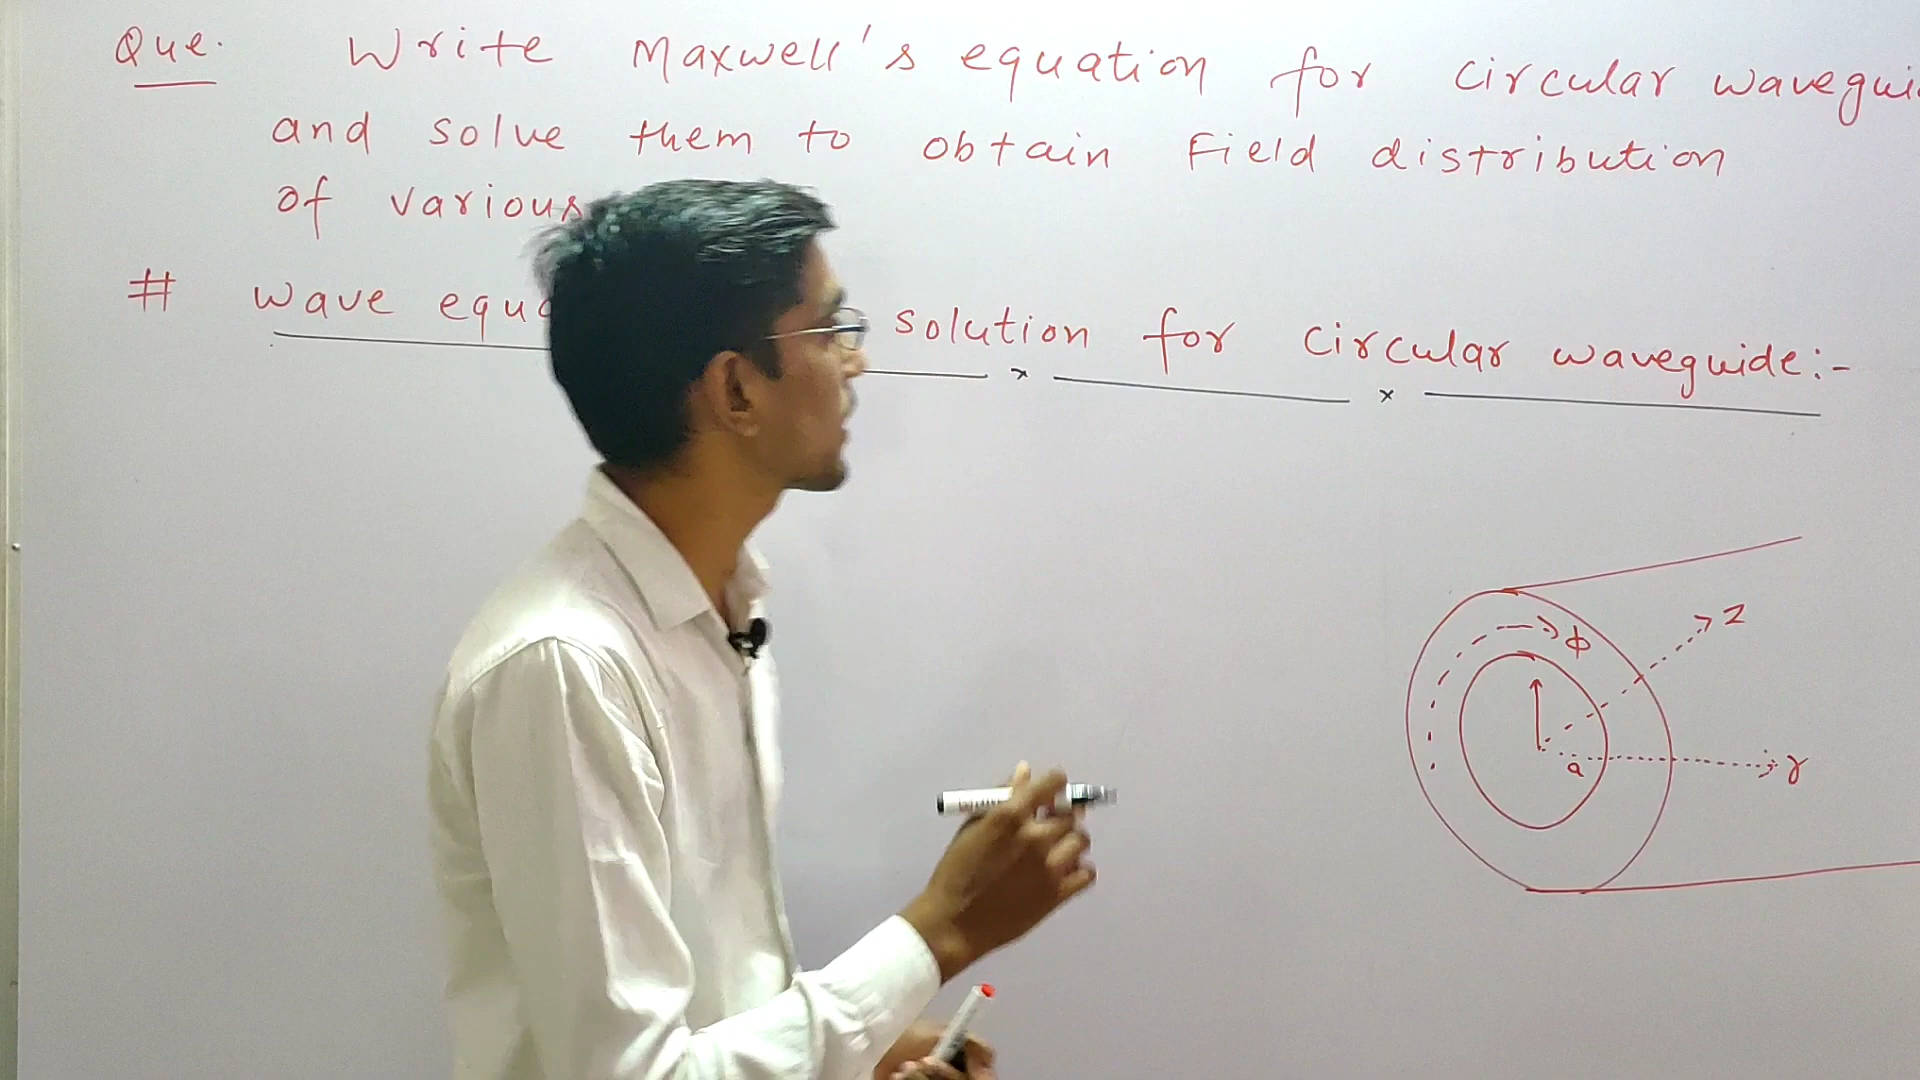 Que. Write Maxwell's equation for circular wavegui
and solve them to obtain Field distribution
of various
# wave equa solution for circular waveguide:-
Z
ϕ
a
r